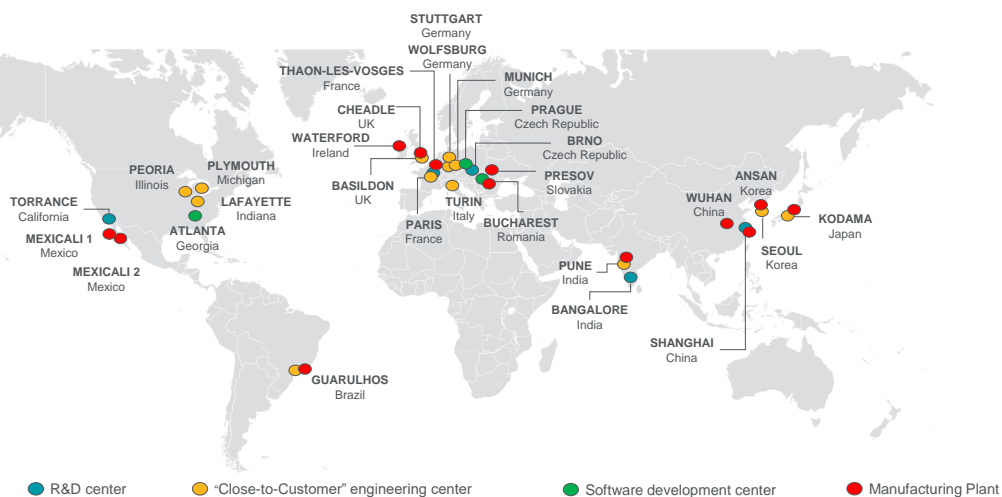 STUTTGART
Germany
WOLFSBURG
Germany
THAON-LES-VOSGES
France
MUNICH
Germany
CHEADLE
UK
PRAGUE
Czech Republic
WATERFORD
Ireland
BRNO
Czech Republic
PEORIA
Illinois
PLYMOUTH
Michigan
BASILDON
UK
PRESOV
Slovakia
ANSAN
Korea
TORRANCE
California
LAFAYETTE
Indiana
TURIN
Italy
WUHAN
China
MEXICALI 1
Mexico
ATLANTA
Georgia
PARIS
France
BUCHAREST
Romania
KODAMA
Japan
MEXICALI 2
Mexico
PUNE
India
SEOUL
Korea
BANGALORE
India
SHANGHAI
China
GUARULHOS
Brazil
R&D center
“Close-to-Customer” engineering center
Software development center
Manufacturing Plant